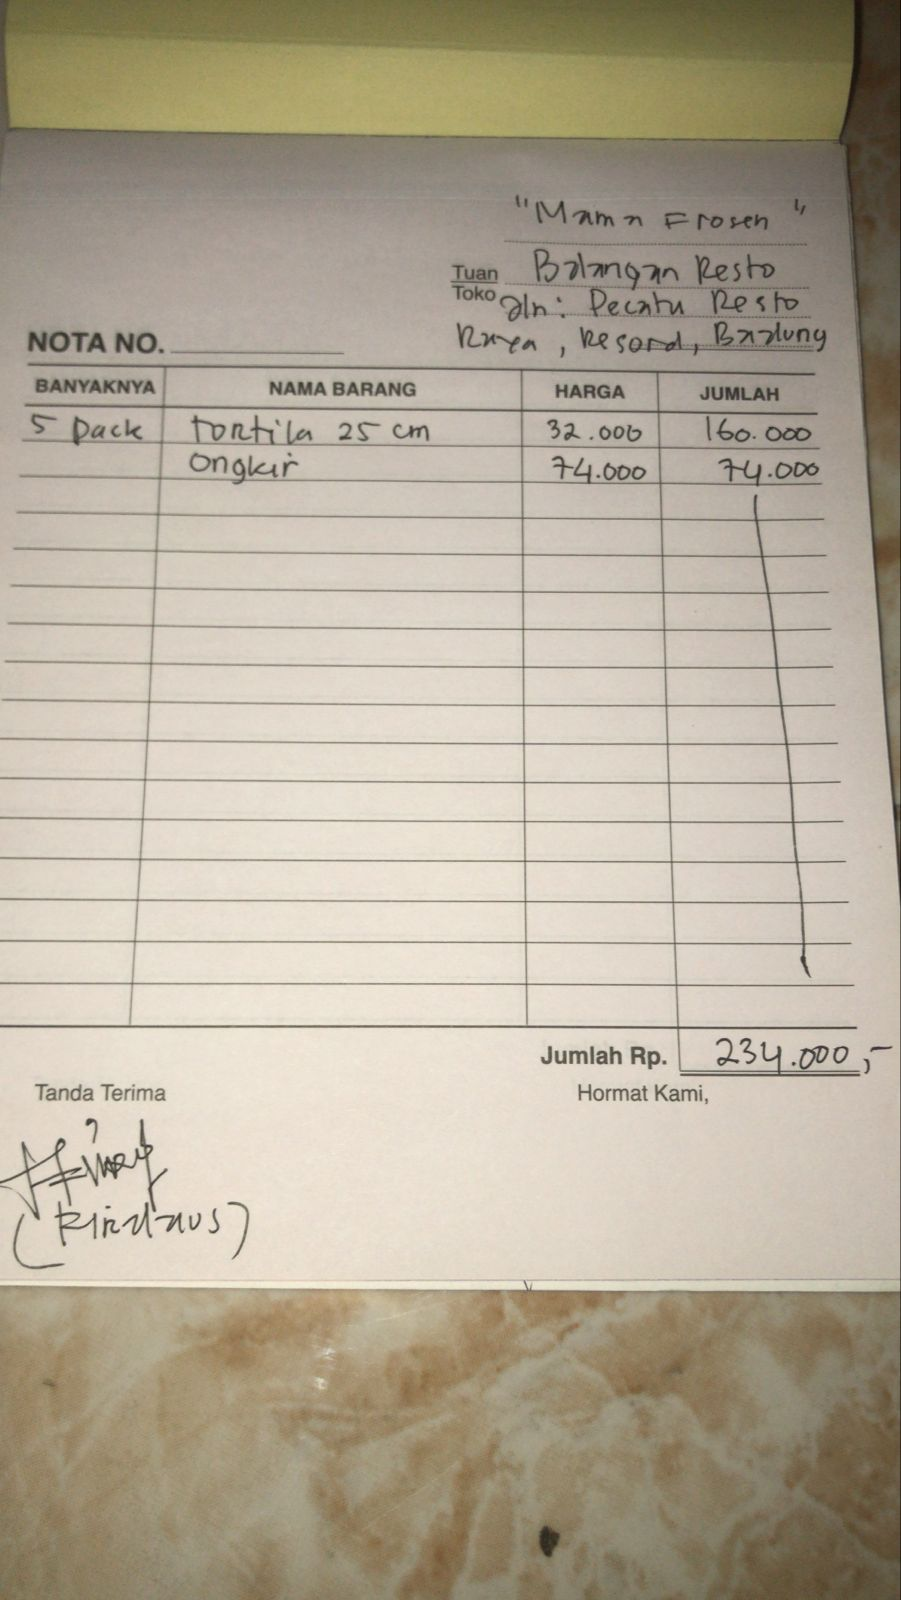 "Mama Frosen"
Tuan Balangan Resto
Toko Jln: Pecatu Resto
NOTA NO. Raya, Resord, Badung
BANYAKNYA NAMA BARANG HARGA JUMLAH
5 Pack Tortila 25 cm 32.000 160.000
Ongkir 74.000 74.000
Jumlah Rp. 234.000,-
Tanda Terima Hormat Kami,
(Firdaus)